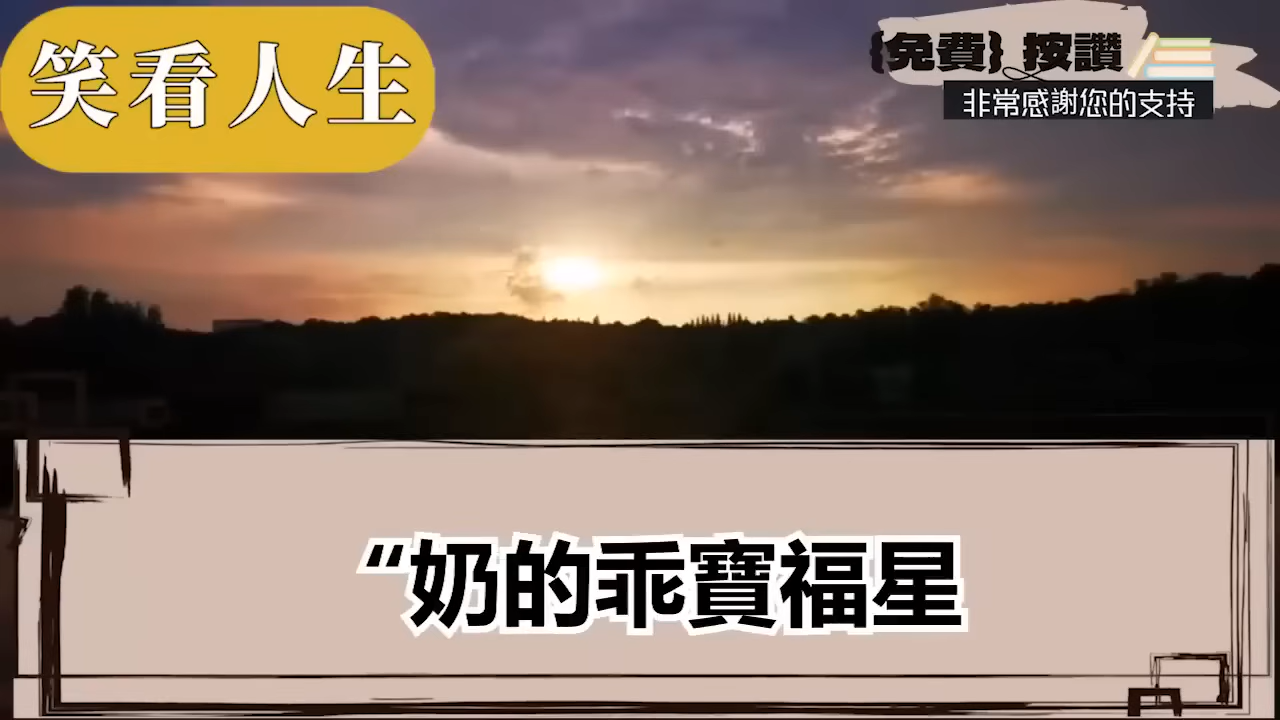 笑看人生
{免費} 按讚
非常感謝您的支持
“奶的乖寶福星